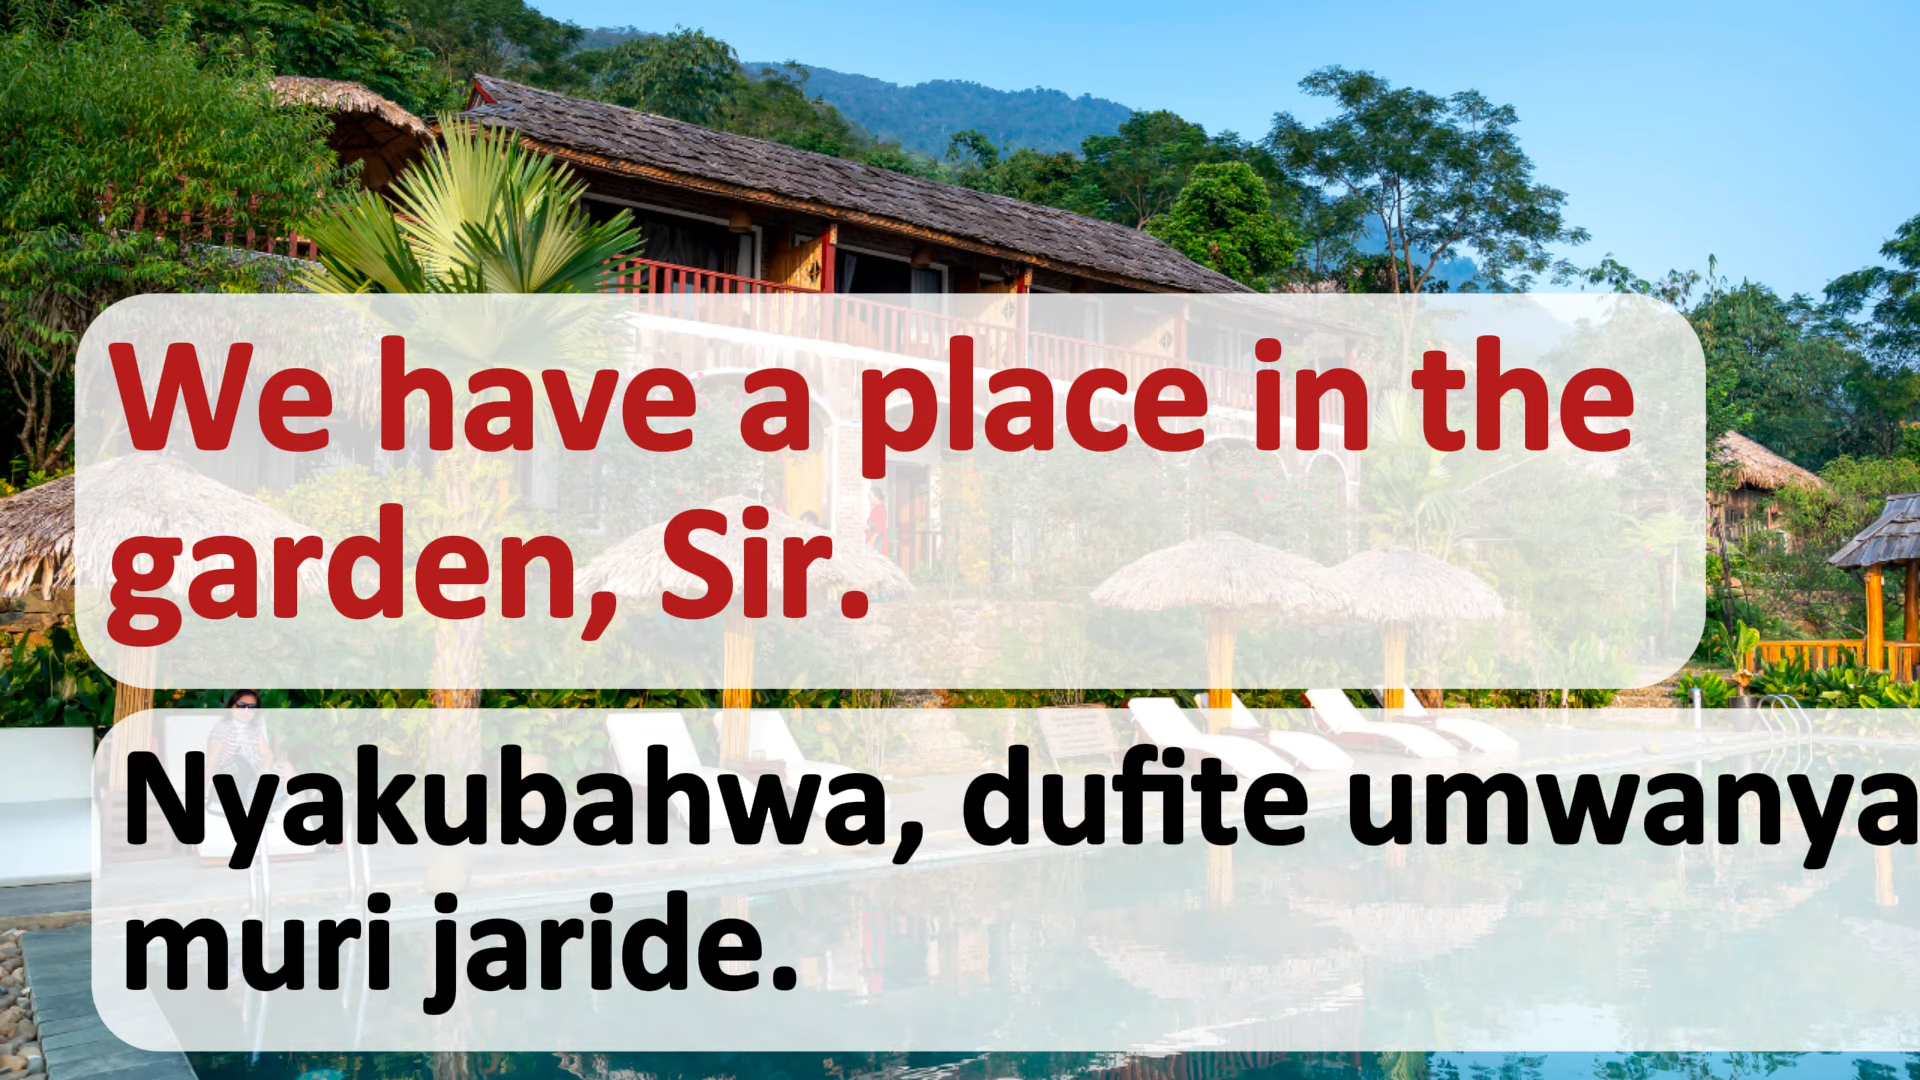 We have a place in the
garden, Sir.
Nyakubahwa, dufite umwanya
muri jaride.